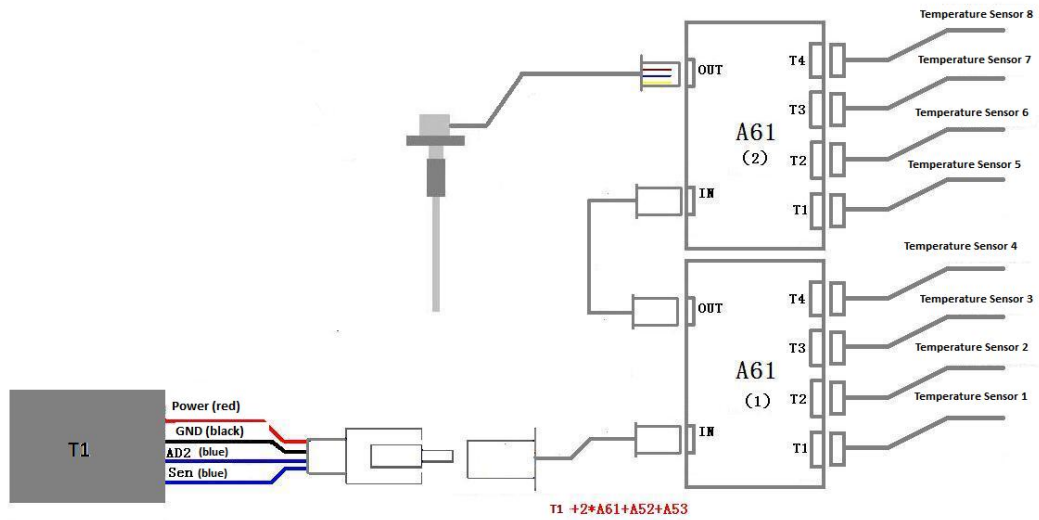 Temperature Sensor 8
OUT
T4
Temperature Sensor 7
T3
Temperature Sensor 6
A61
(2)
T2
Temperature Sensor 5
IN
T1
Temperature Sensor 4
OUT
T4
Temperature Sensor 3
T3
Temperature Sensor 2
A61
(1)
T2
Temperature Sensor 1
IN
T1
Power (red)
GND (black)
T1
AD2 (blue)
Sen (blue)
T1 +2*A61+A52+A53